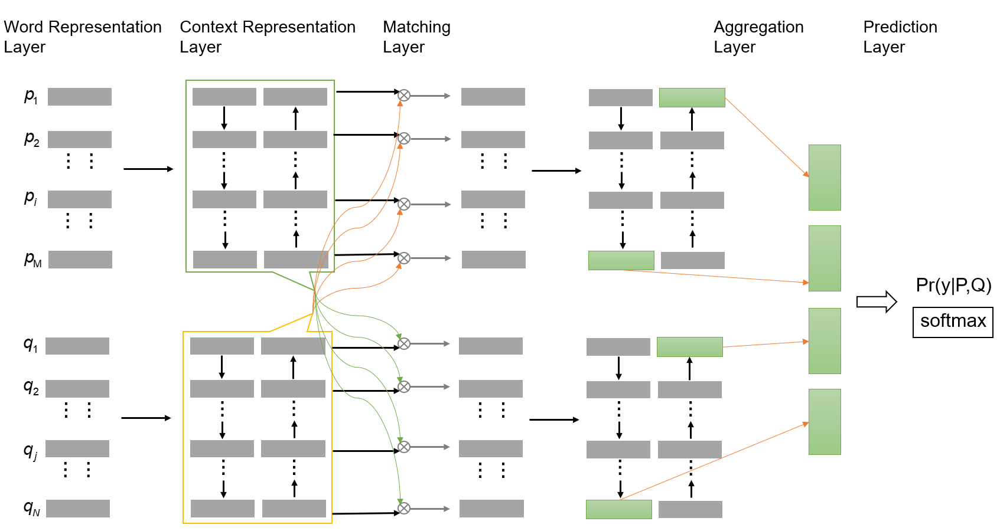 Word Representation
Layer
Context Representation
Layer
Matching
Layer
Aggregation
Layer
Prediction
Layer
p1
p2
pi
pM
q1
q2
qj
qN
Pr(y|P,Q)
softmax